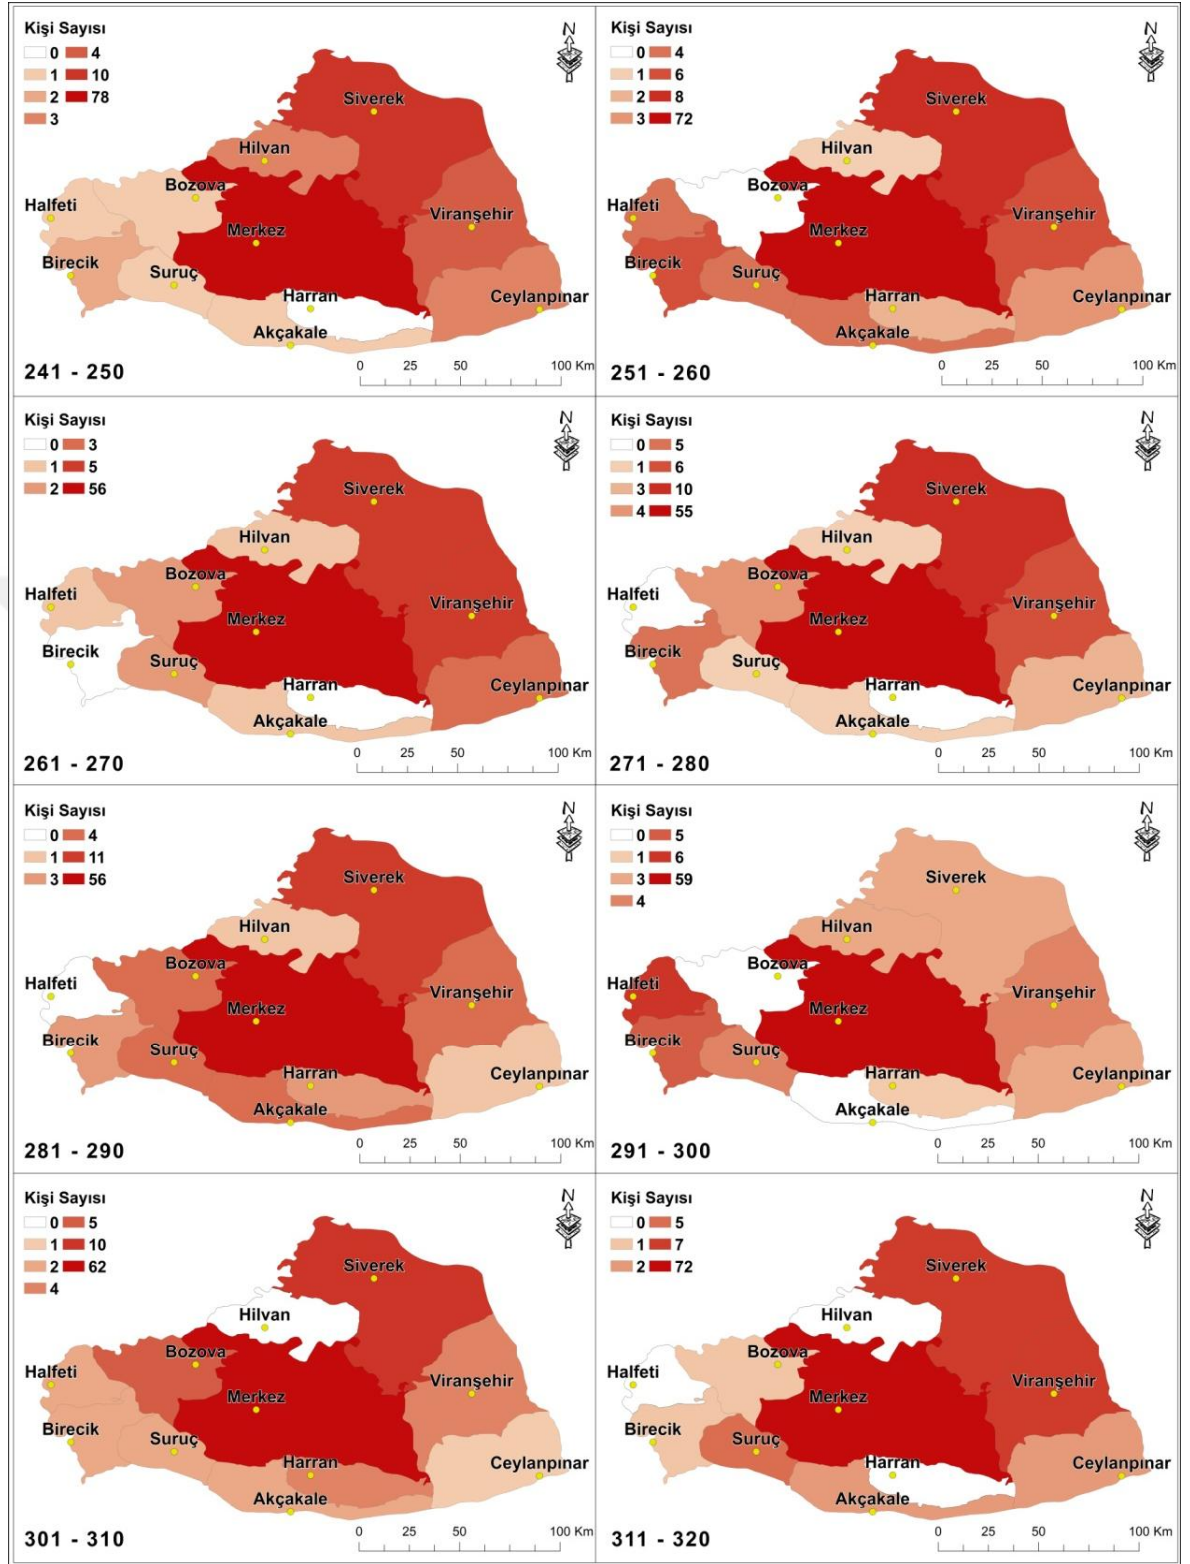 Kişi Sayısı
0 4
1 10
2 78
3
N
Siverek
Hilvan
Bozova
Halfeti
Viranşehir
Merkez
Birecik
Suruç
Harran
Ceylanpınar
Akçakale
241 - 250
0 25 50 100 Km
Kişi Sayısı
0 4
1 6
2 8
3 72
N
Siverek
Hilvan
Bozova
Halfeti
Viranşehir
Merkez
Birecik
Suruç
Harran
Ceylanpınar
Akçakale
251 - 260
0 25 50 100 Km
Kişi Sayısı
0 3
1 5
2 56
N
Siverek
Hilvan
Bozova
Halfeti
Viranşehir
Merkez
Birecik
Suruç
Harran
Ceylanpınar
Akçakale
261 - 270
0 25 50 100 Km
Kişi Sayısı
0 5
1 6
3 10
4 55
N
Siverek
Hilvan
Bozova
Halfeti
Viranşehir
Merkez
Birecik
Suruç
Harran
Ceylanpınar
Akçakale
271 - 280
0 25 50 100 Km
Kişi Sayısı
0 4
1 11
3 56
N
Siverek
Hilvan
Bozova
Halfeti
Viranşehir
Merkez
Birecik
Suruç
Harran
Ceylanpınar
Akçakale
281 - 290
0 25 50 100 Km
Kişi Sayısı
0 5
1 6
3 59
4
N
Siverek
Hilvan
Bozova
Halfeti
Viranşehir
Merkez
Birecik
Suruç
Harran
Ceylanpınar
Akçakale
291 - 300
0 25 50 100 Km
Kişi Sayısı
0 5
1 10
2 62
4
N
Siverek
Hilvan
Bozova
Halfeti
Viranşehir
Merkez
Birecik
Suruç
Harran
Ceylanpınar
Akçakale
301 - 310
0 25 50 100 Km
Kişi Sayısı
0 5
1 7
2 72
N
Siverek
Hilvan
Bozova
Halfeti
Viranşehir
Merkez
Birecik
Suruç
Harran
Ceylanpınar
Akçakale
311 - 320
0 25 50 100 Km